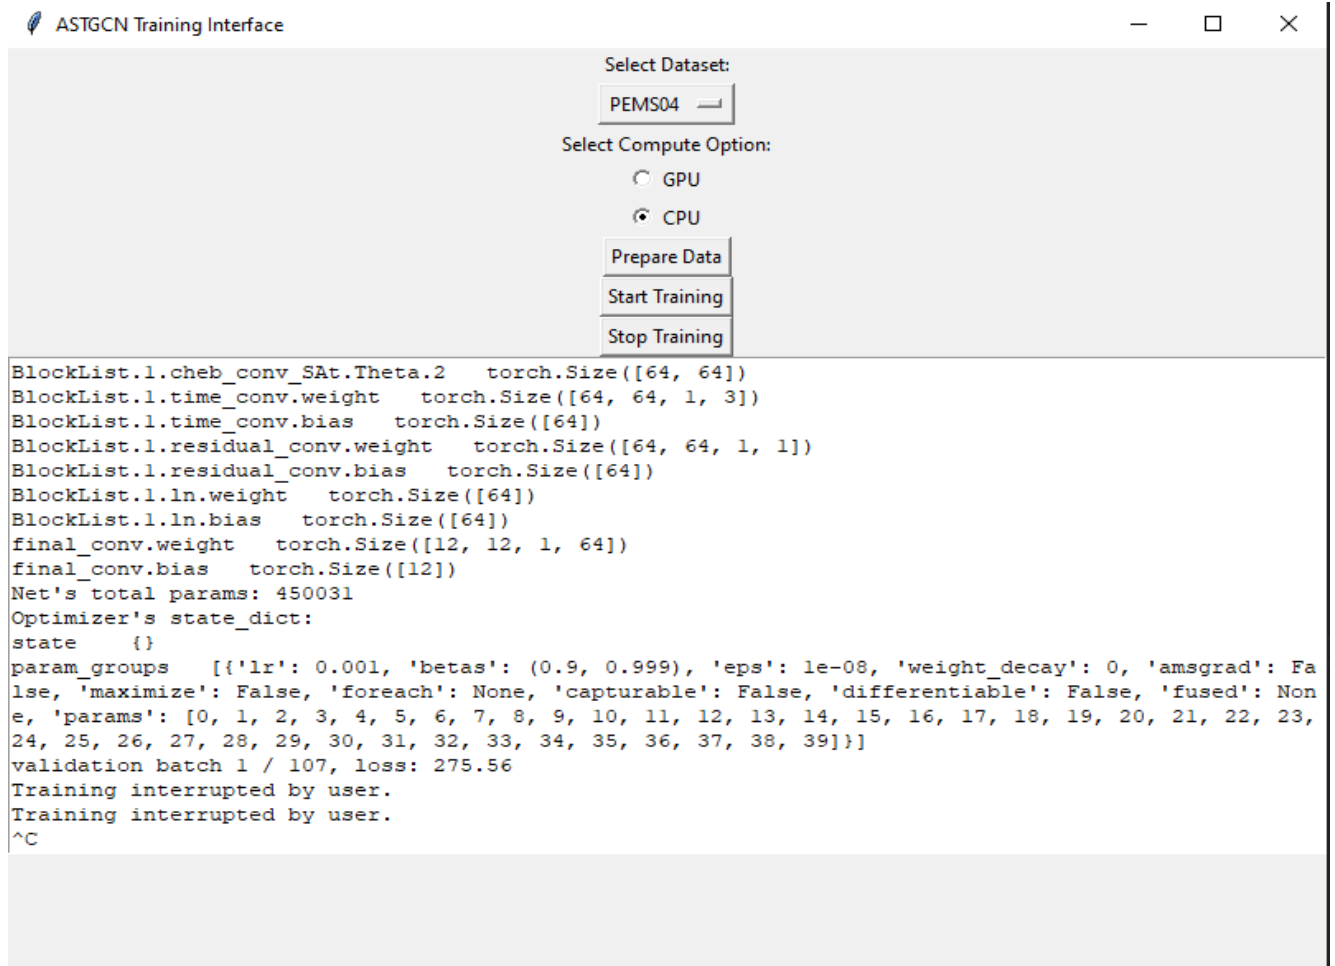 ASTGCN Training Interface
Select Dataset:
PEMS04
Select Compute Option:
GPU
CPU
Prepare Data
Start Training
Stop Training
BlockList.1.cheb_conv_SAt.Theta.2   torch.Size([64, 64])
BlockList.1.time_conv.weight   torch.Size([64, 64, 1, 3])
BlockList.1.time_conv.bias   torch.Size([64])
BlockList.1.residual_conv.weight   torch.Size([64, 64, 1, 1])
BlockList.1.residual_conv.bias   torch.Size([64])
BlockList.1.ln.weight   torch.Size([64])
BlockList.1.ln.bias   torch.Size([64])
final_conv.weight   torch.Size([12, 12, 1, 64])
final_conv.bias   torch.Size([12])
Net's total params: 450031
Optimizer's state_dict:
state    {}
param_groups   [{'lr': 0.001, 'betas': (0.9, 0.999), 'eps': 1e-08, 'weight_decay': 0, 'amsgrad': Fa
lse, 'maximize': False, 'foreach': None, 'capturable': False, 'differentiable': False, 'fused': Non
e, 'params': [0, 1, 2, 3, 4, 5, 6, 7, 8, 9, 10, 11, 12, 13, 14, 15, 16, 17, 18, 19, 20, 21, 22, 23,
24, 25, 26, 27, 28, 29, 30, 31, 32, 33, 34, 35, 36, 37, 38, 39]}]
validation batch 1 / 107, loss: 275.56
Training interrupted by user.
Training interrupted by user.
^C